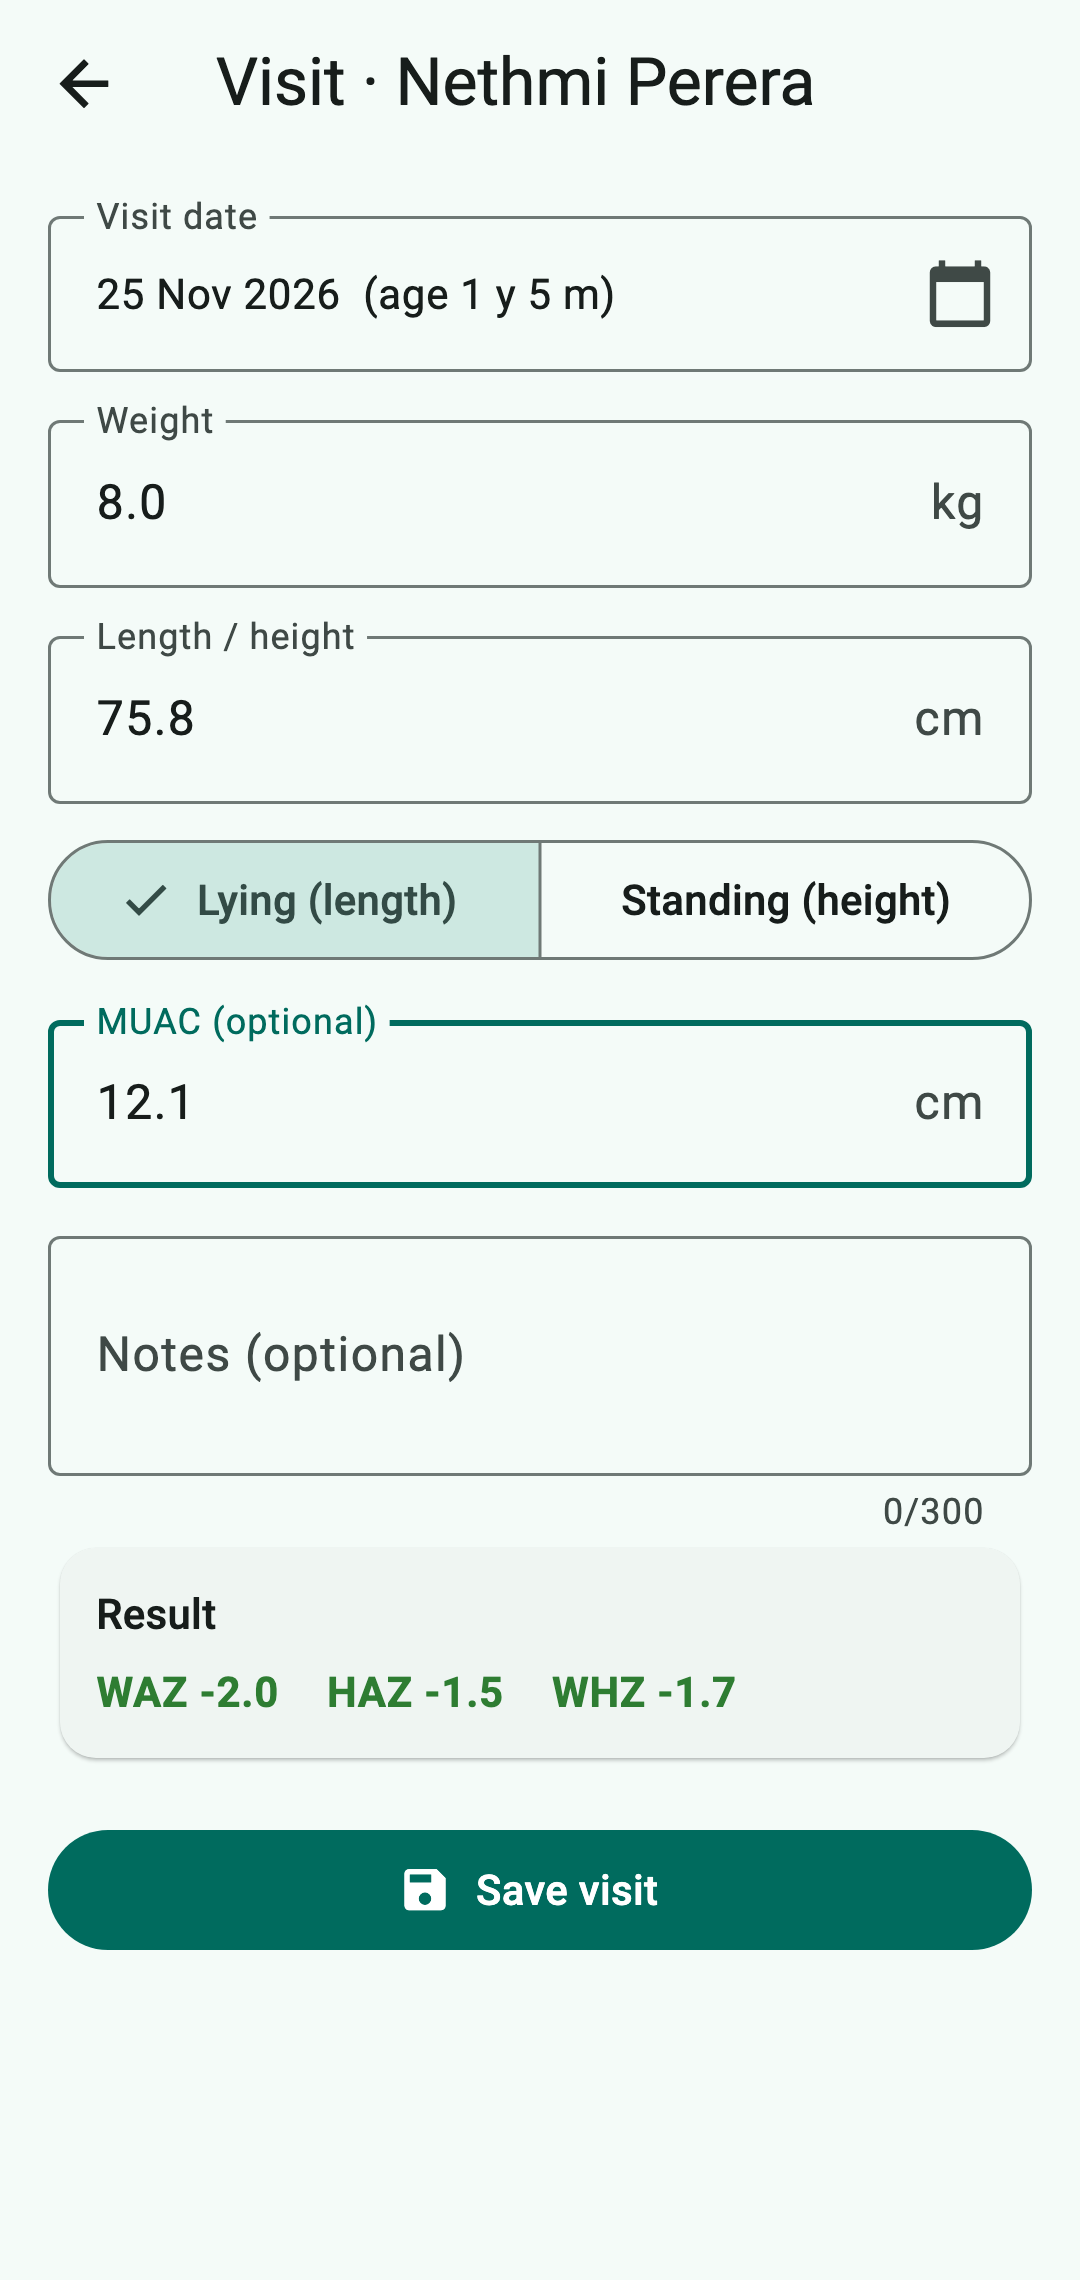 Visit · Nethmi Perera
Visit date
25 Nov 2026  (age 1 y 5 m)
Weight
8.0 kg
Length / height
75.8 cm
Lying (length) Standing (height)
MUAC (optional)
12.1 cm
Notes (optional)
0/300
Result
WAZ -2.0 HAZ -1.5 WHZ -1.7
Save visit